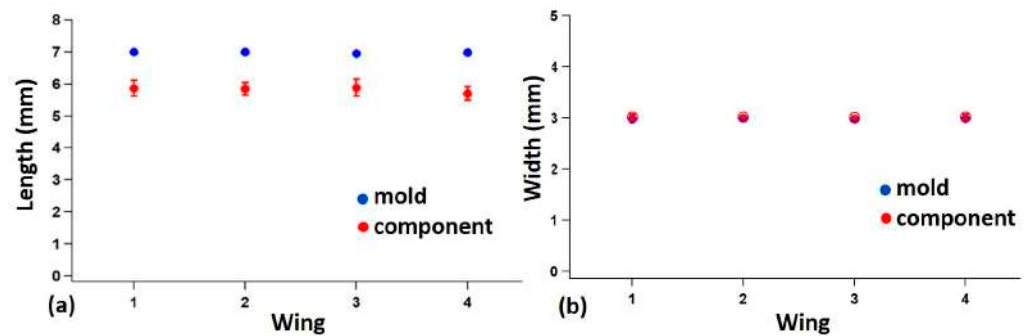 8
7
6
5
4
3
2
1
0
Length (mm)
mold
component
1 2 3 4
(a) Wing
5
4
3
2
1
0
Width (mm)
mold
component
1 2 3 4
(b) Wing